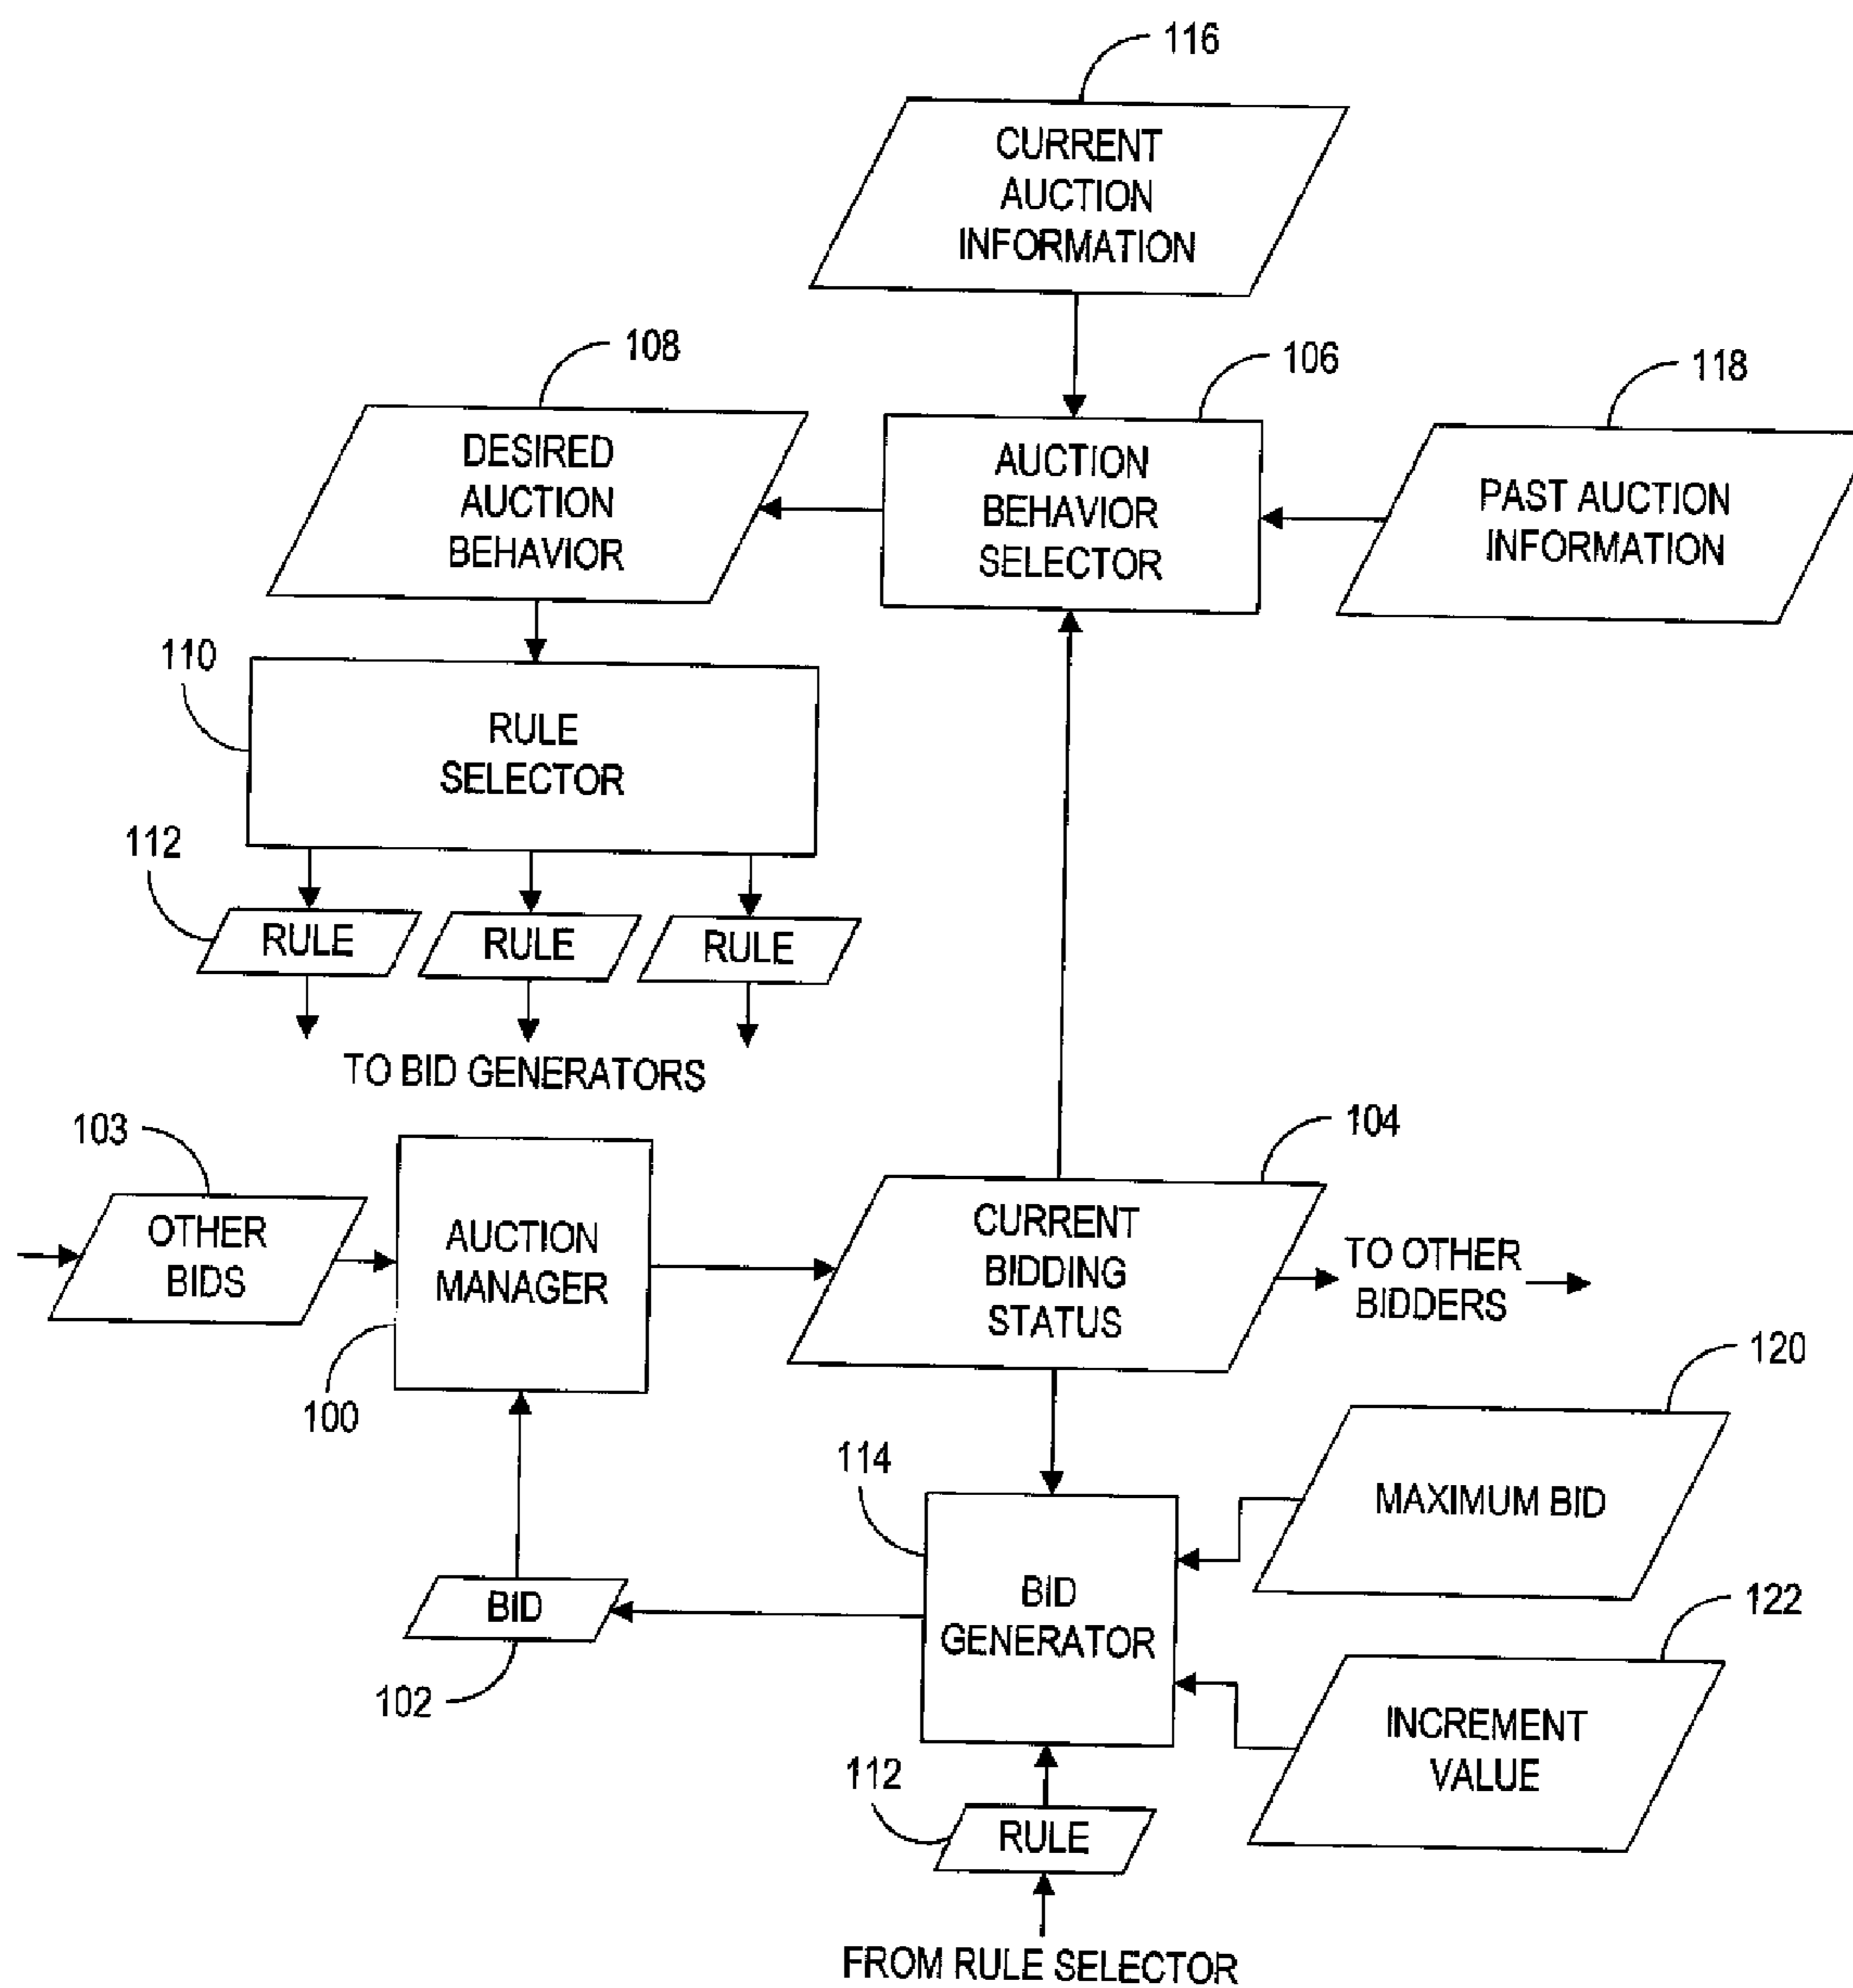 116
CURRENT
AUCTION
INFORMATION
108
106
118
DESIRED
AUCTION
BEHAVIOR
AUCTION
BEHAVIOR
SELECTOR
PAST AUCTION
INFORMATION
110
RULE
SELECTOR
112
RULE
RULE
RULE
TO BID GENERATORS
103
104
OTHER
BIDS
AUCTION
MANAGER
CURRENT
BIDDING
STATUS
TO OTHER
BIDDERS
100
120
114
MAXIMUM BID
BID
BID
GENERATOR
122
102
INCREMENT
VALUE
112
RULE
FROM RULE SELECTOR